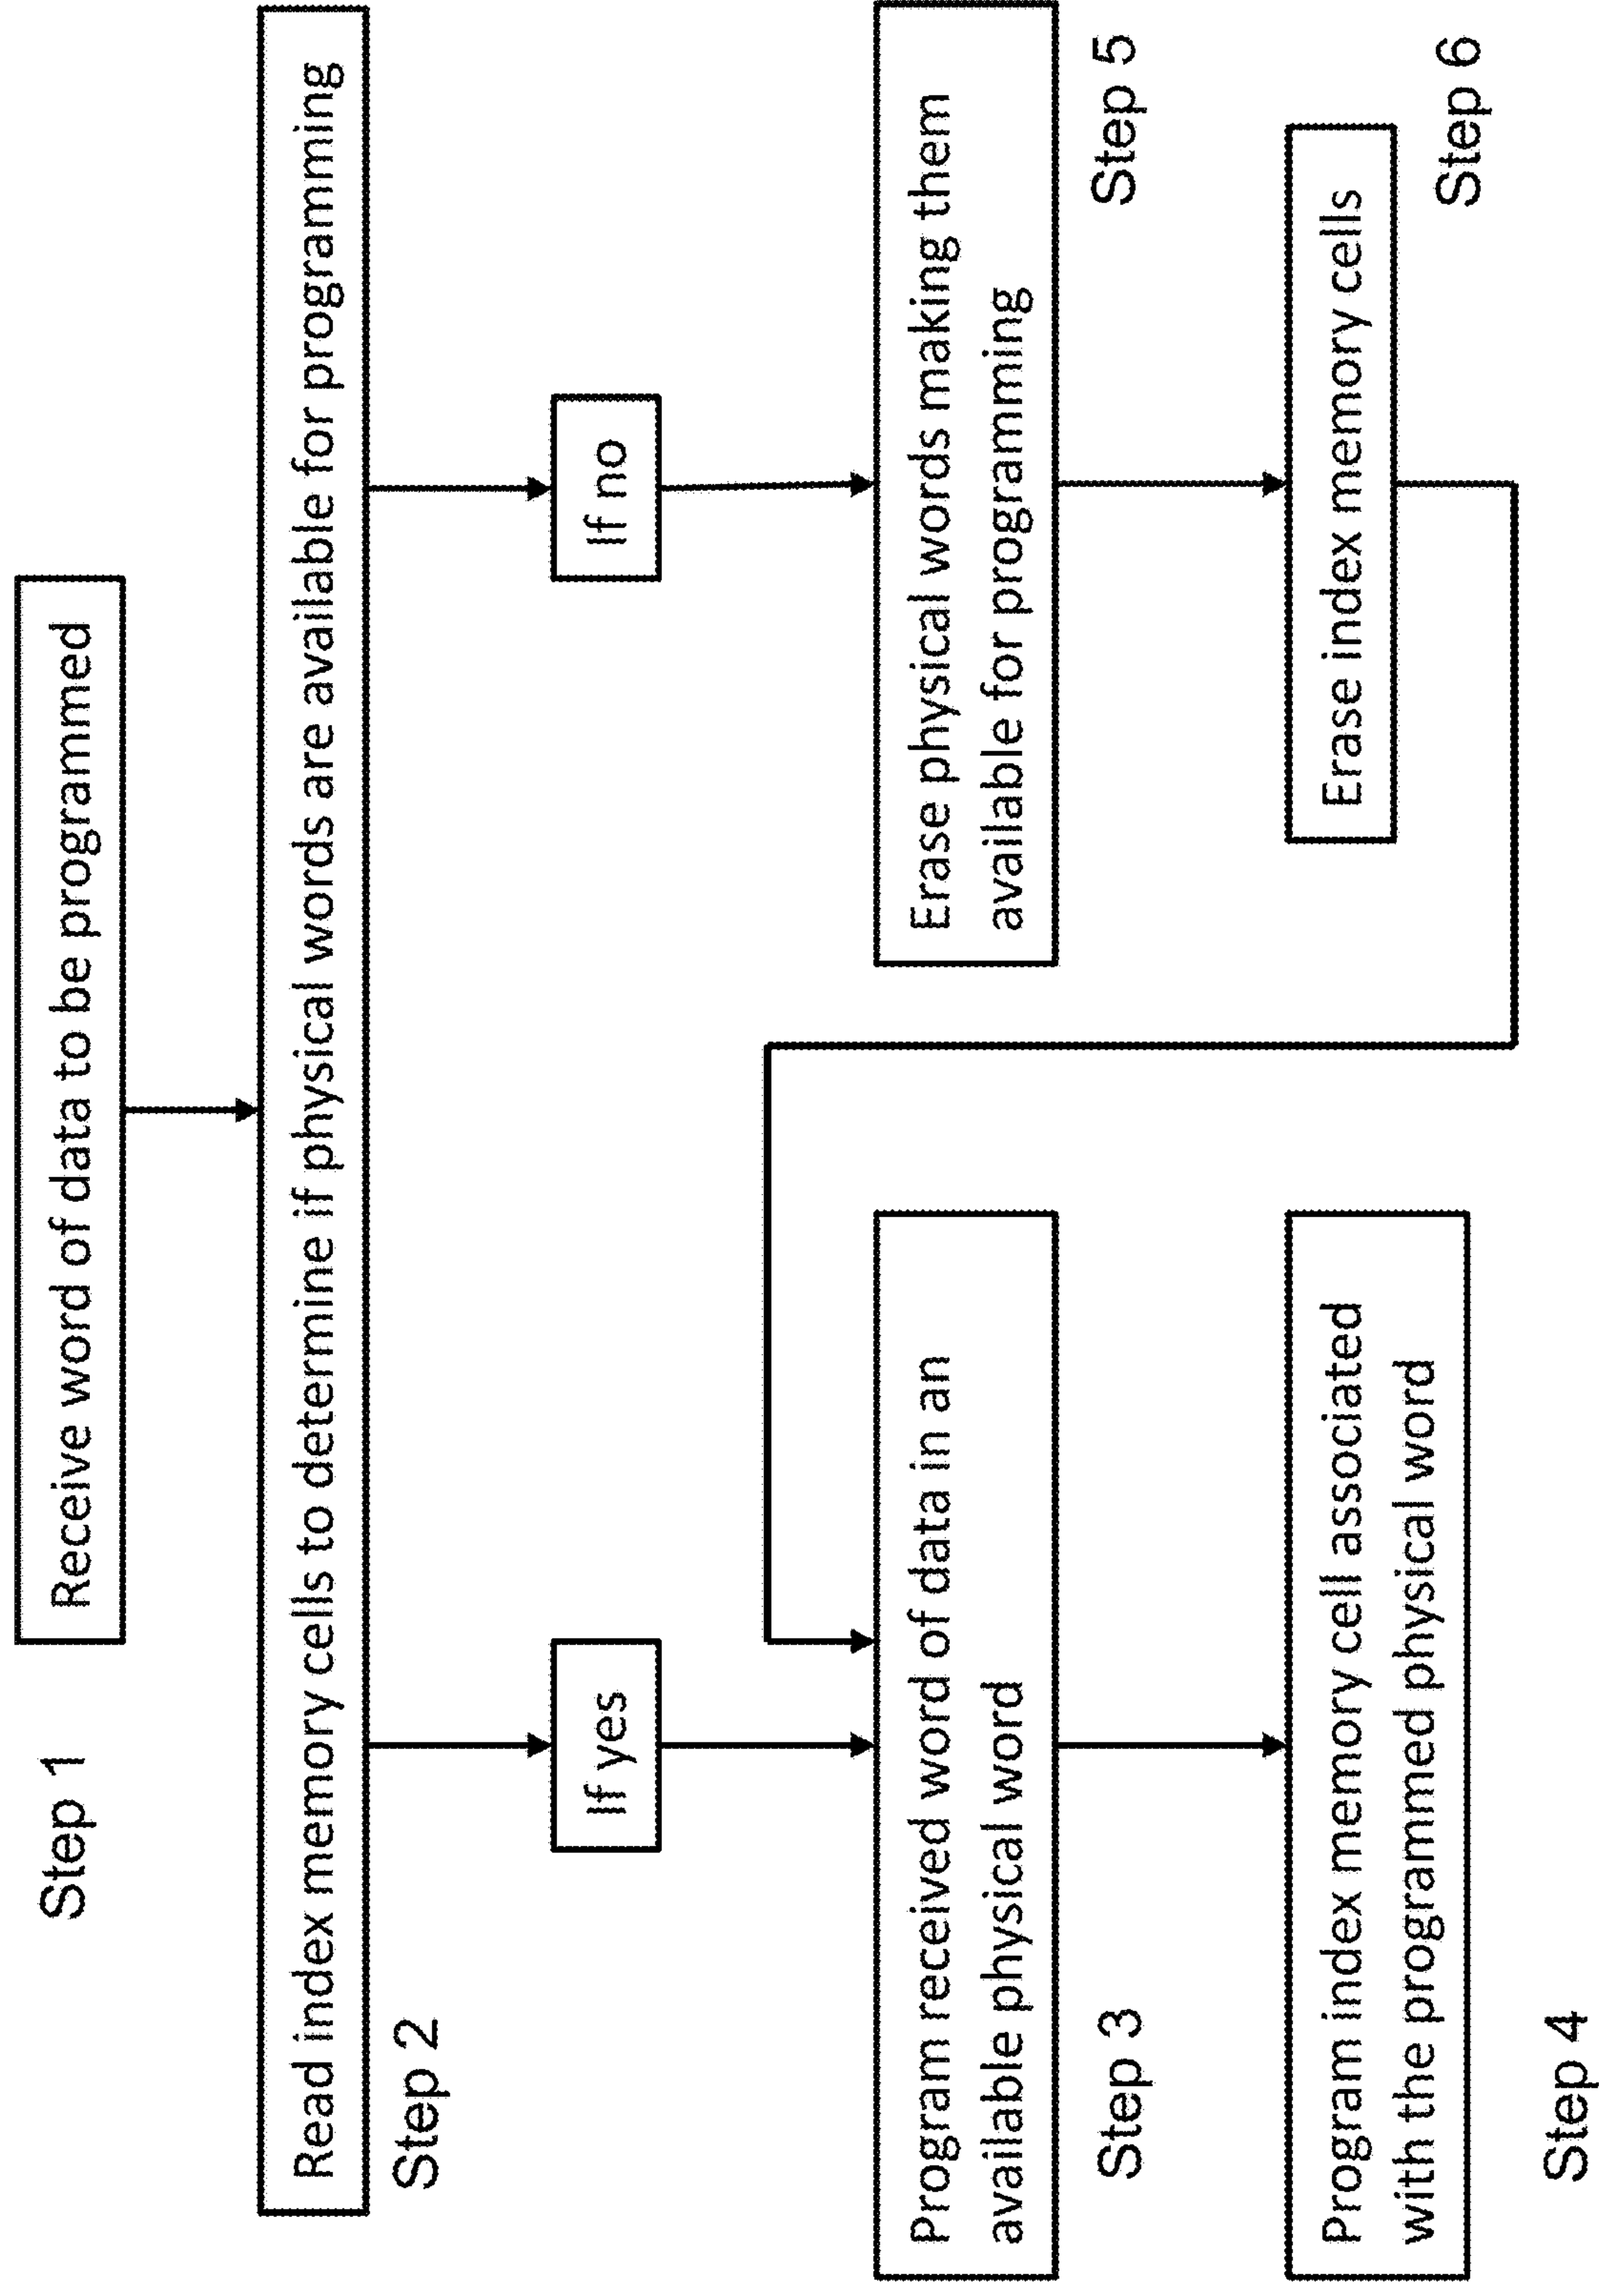 Step 1
Receive word of data to be programmed
Read index memory cells to determine if physical words are available for programming
Step 2
If yes
If no
Program received word of data in an
available physical word
Step 3
Erase physical words making them
available for programming
Step 5
Program index memory cell associated
with the programmed physical word
Step 4
Erase index memory cells
Step 6